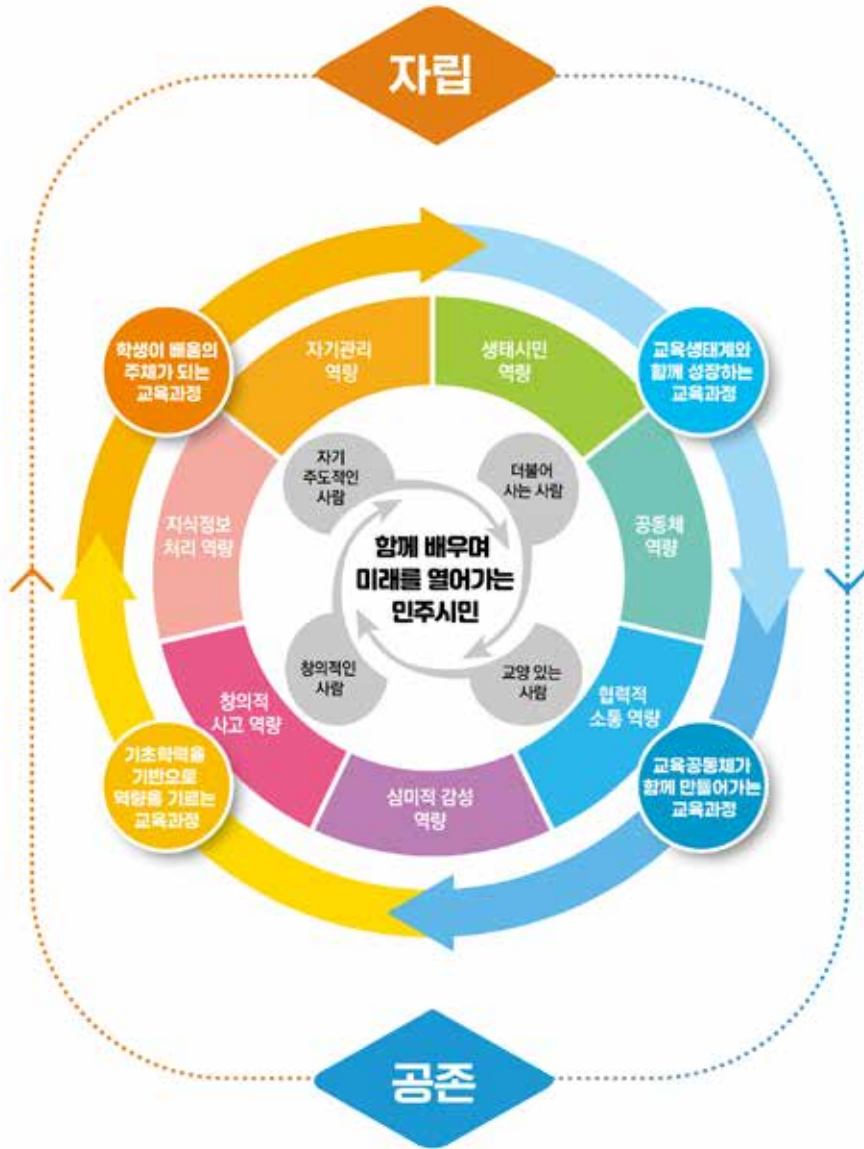 자립
학생이 배움의
주체가 되는
교육과정
자기관리
역량
생태시민
역량
교육생태계와
함께 성장하는
교육과정
자기
주도적인
사람
더불어
사는 사람
지식정보
처리 역량
함께 배우며
미래를 열어가는
민주시민
공동체
역량
창의적인
사람
교양 있는
사람
창의적
사고 역량
협력적
소통 역량
기초학력을
기반으로
역량을 기르는
교육과정
심미적 감성
역량
교육공동체가
함께 만들어가는
교육과정
공존